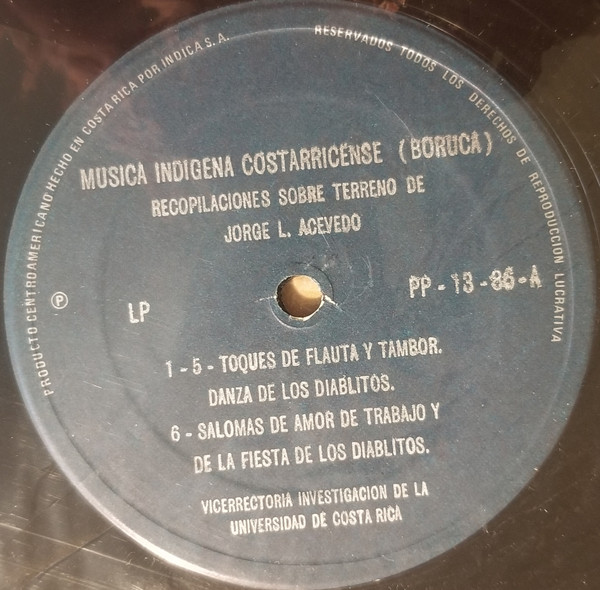 PRODUCTO CENTROAMERICANO HECHO EN COSTA RICA POR INDICA S.A.
RESERVADOS TODOS LOS DERECHOS DE REPRODUCCION LUCRATIVA
MUSICA INDIGENA COSTARRICENSE (BORUCA)
RECOPILACIONES SOBRE TERRENO DE
JORGE L. ACEVEDO
Ⓟ
LP
PP-13-86-A
1 - 5 - TOQUES DE FLAUTA Y TAMBOR.
DANZA DE LOS DIABLITOS.
6 - SALOMAS DE AMOR DE TRABAJO Y
DE LA FIESTA DE LOS DIABLITOS.
VICERRECTORIA INVESTIGACION DE LA
UNIVERSIDAD DE COSTA RICA